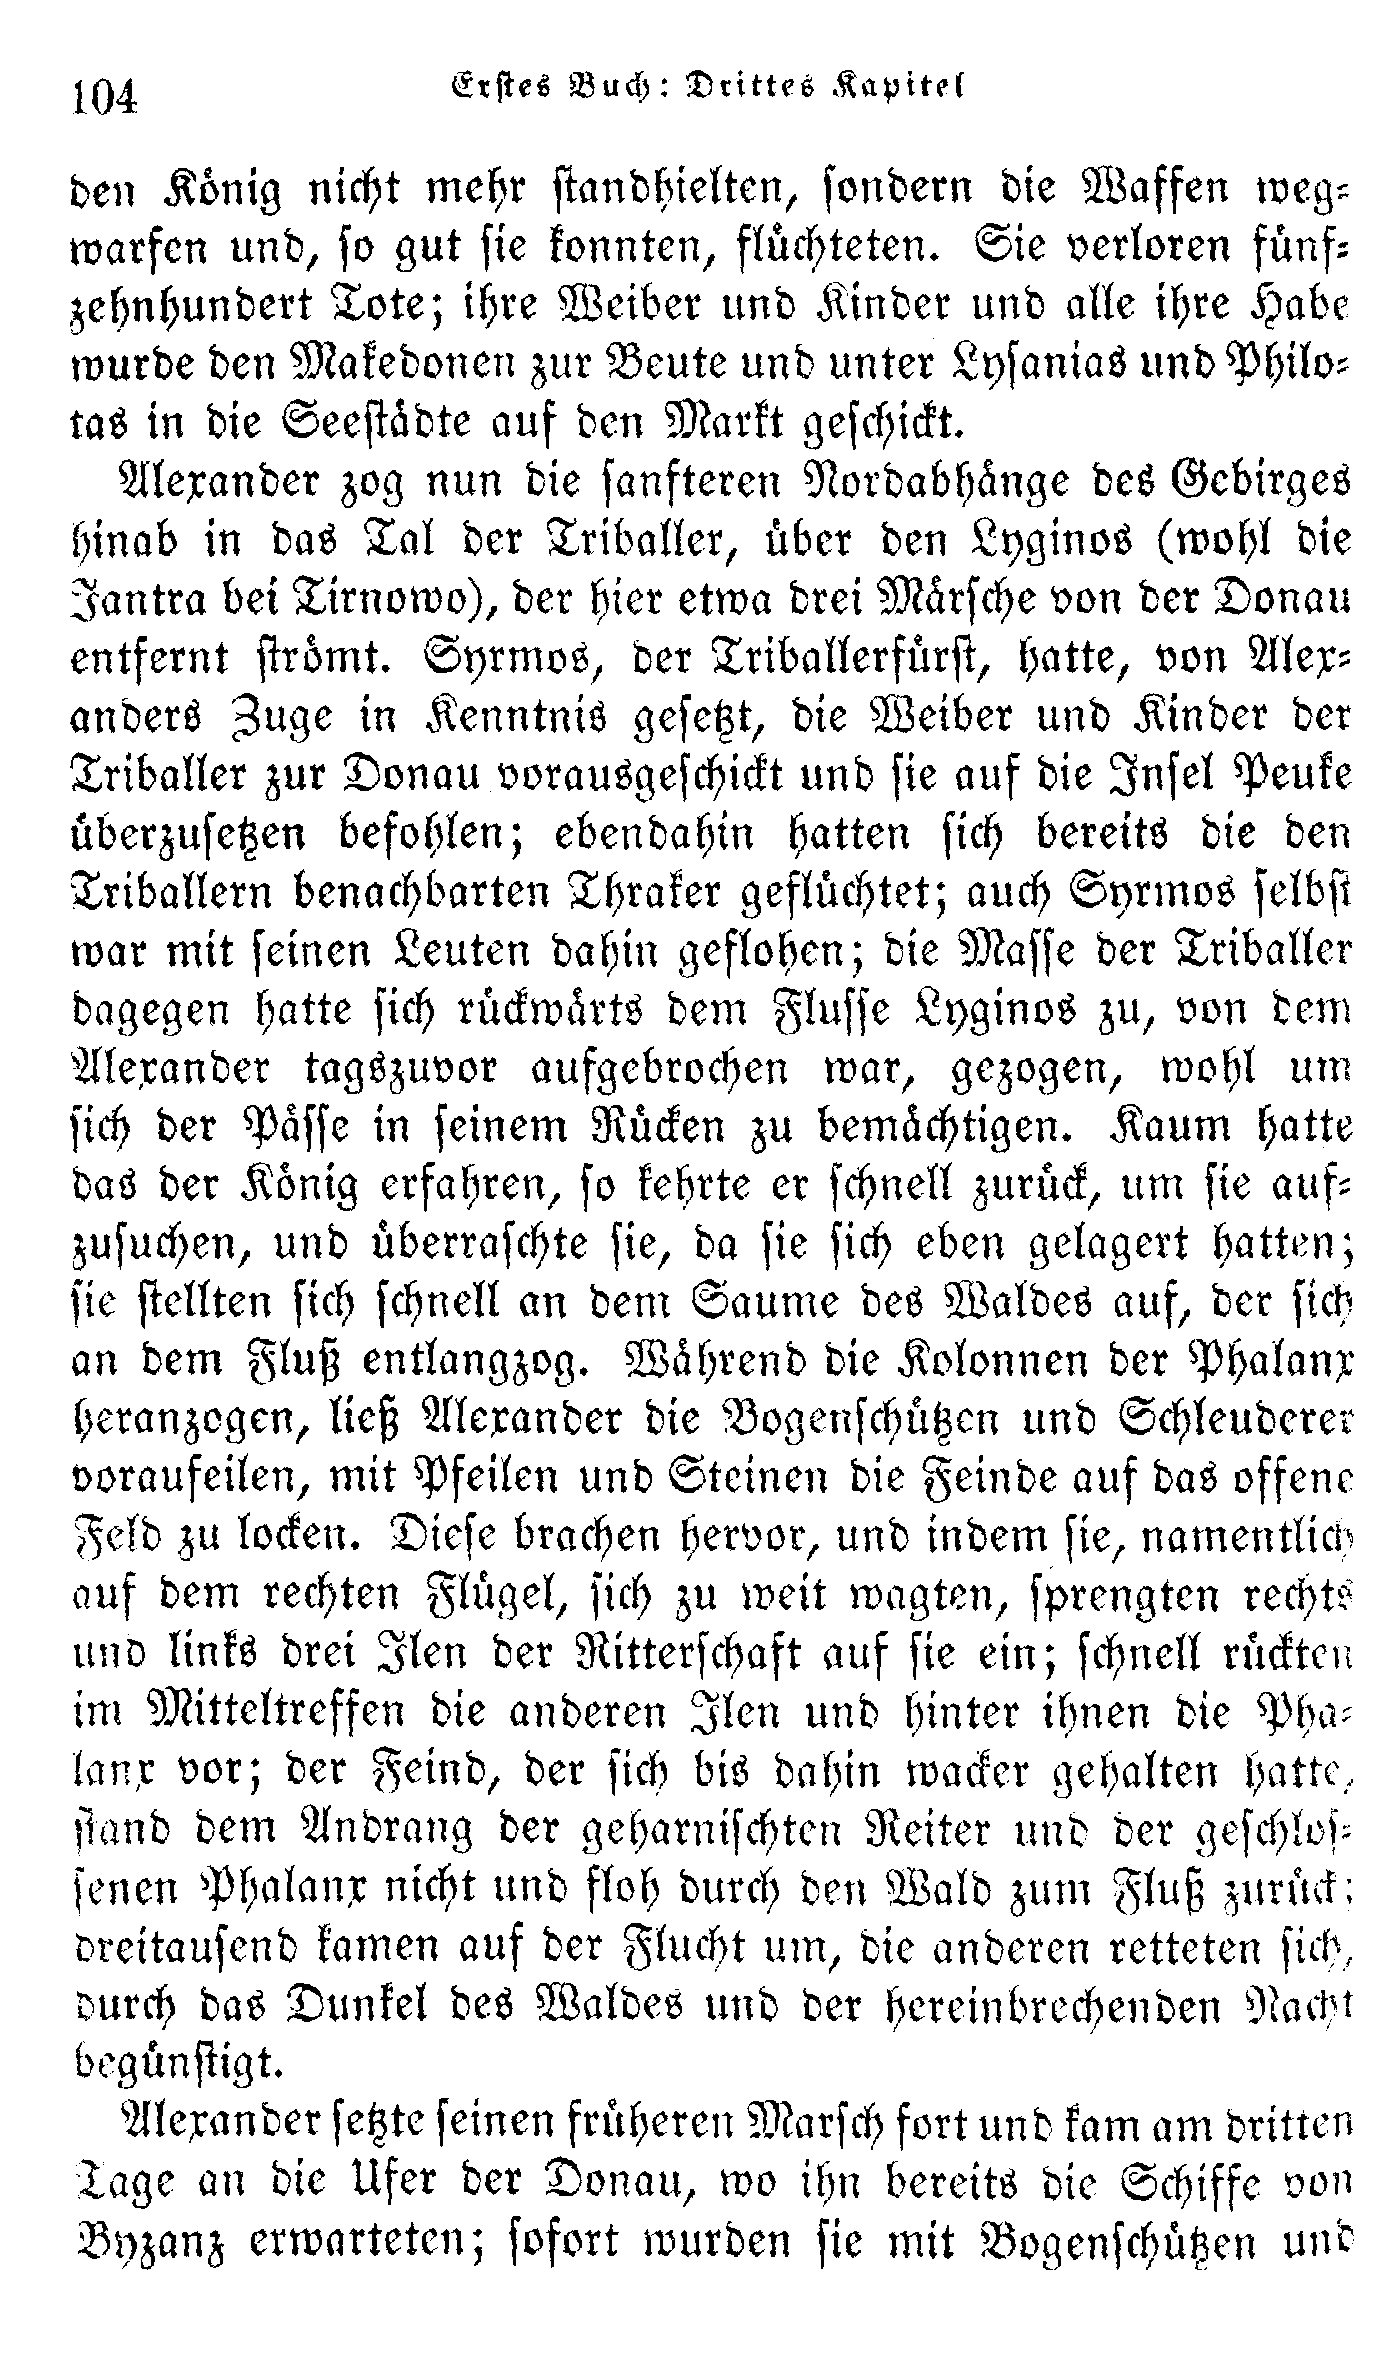 104
Erstes Buch: Drittes Kapitel
den König nicht mehr standhielten, sondern die Waffen weg-
warfen und, so gut sie konnten, flüchteten. Sie verloren fünf-
zehnhundert Tote; ihre Weiber und Kinder und alle ihre Habe
wurde den Makedonen zur Beute und unter Lysanias und Philo-
tas in die Seestädte auf den Markt geschickt.
Alexander zog nun die sanfteren Nordabhänge des Gebirges
hinab in das Tal der Triballer, über den Lyginos (wohl die
Jantra bei Tirnowo), der hier etwa drei Märsche von der Donau
entfernt strömt. Syrmos, der Triballerfürst, hatte, von Alex-
anders Zuge in Kenntnis gesetzt, die Weiber und Kinder der
Triballer zur Donau vorausgeschickt und sie auf die Insel Peuke
überzusetzen befohlen; ebendahin hatten sich bereits die den
Triballern benachbarten Thraker geflüchtet; auch Syrmos selbst
war mit seinen Leuten dahin geflohen; die Masse der Triballer
dagegen hatte sich rückwärts dem Flusse Lyginos zu, von dem
Alexander tagszuvor aufgebrochen war, gezogen, wohl um
sich der Pässe in seinem Rücken zu bemächtigen. Kaum hatte
das der König erfahren, so kehrte er schnell zurück, um sie auf-
zusuchen, und überraschte sie, da sie sich eben gelagert hatten;
sie stellten sich schnell an dem Saume des Waldes auf, der sich
an dem Fluß entlangzog. Während die Kolonnen der Phalanx
heranzogen, ließ Alexander die Bogenschützen und Schleuderer
voraufeilen, mit Pfeilen und Steinen die Feinde auf das offene
Feld zu locken. Diese brachen hervor, und indem sie, namentlich
auf dem rechten Flügel, sich zu weit wagten, sprengten rechts
und links drei Ilen der Ritterschaft auf sie ein; schnell rückten
im Mitteltreffen die anderen Ilen und hinter ihnen die Pha-
lanx vor; der Feind, der sich bis dahin wacker gehalten hatte,
stand dem Andrang der geharnischten Reiter und der geschlos-
senen Phalanx nicht und floh durch den Wald zum Fluß zurück;
dreitausend kamen auf der Flucht um, die anderen retteten sich,
durch das Dunkel des Waldes und der hereinbrechenden Nacht
begünstigt.
Alexander setzte seinen früheren Marsch fort und kam am dritten
Tage an die Ufer der Donau, wo ihn bereits die Schiffe von
Byzanz erwarteten; sofort wurden sie mit Bogenschützen und